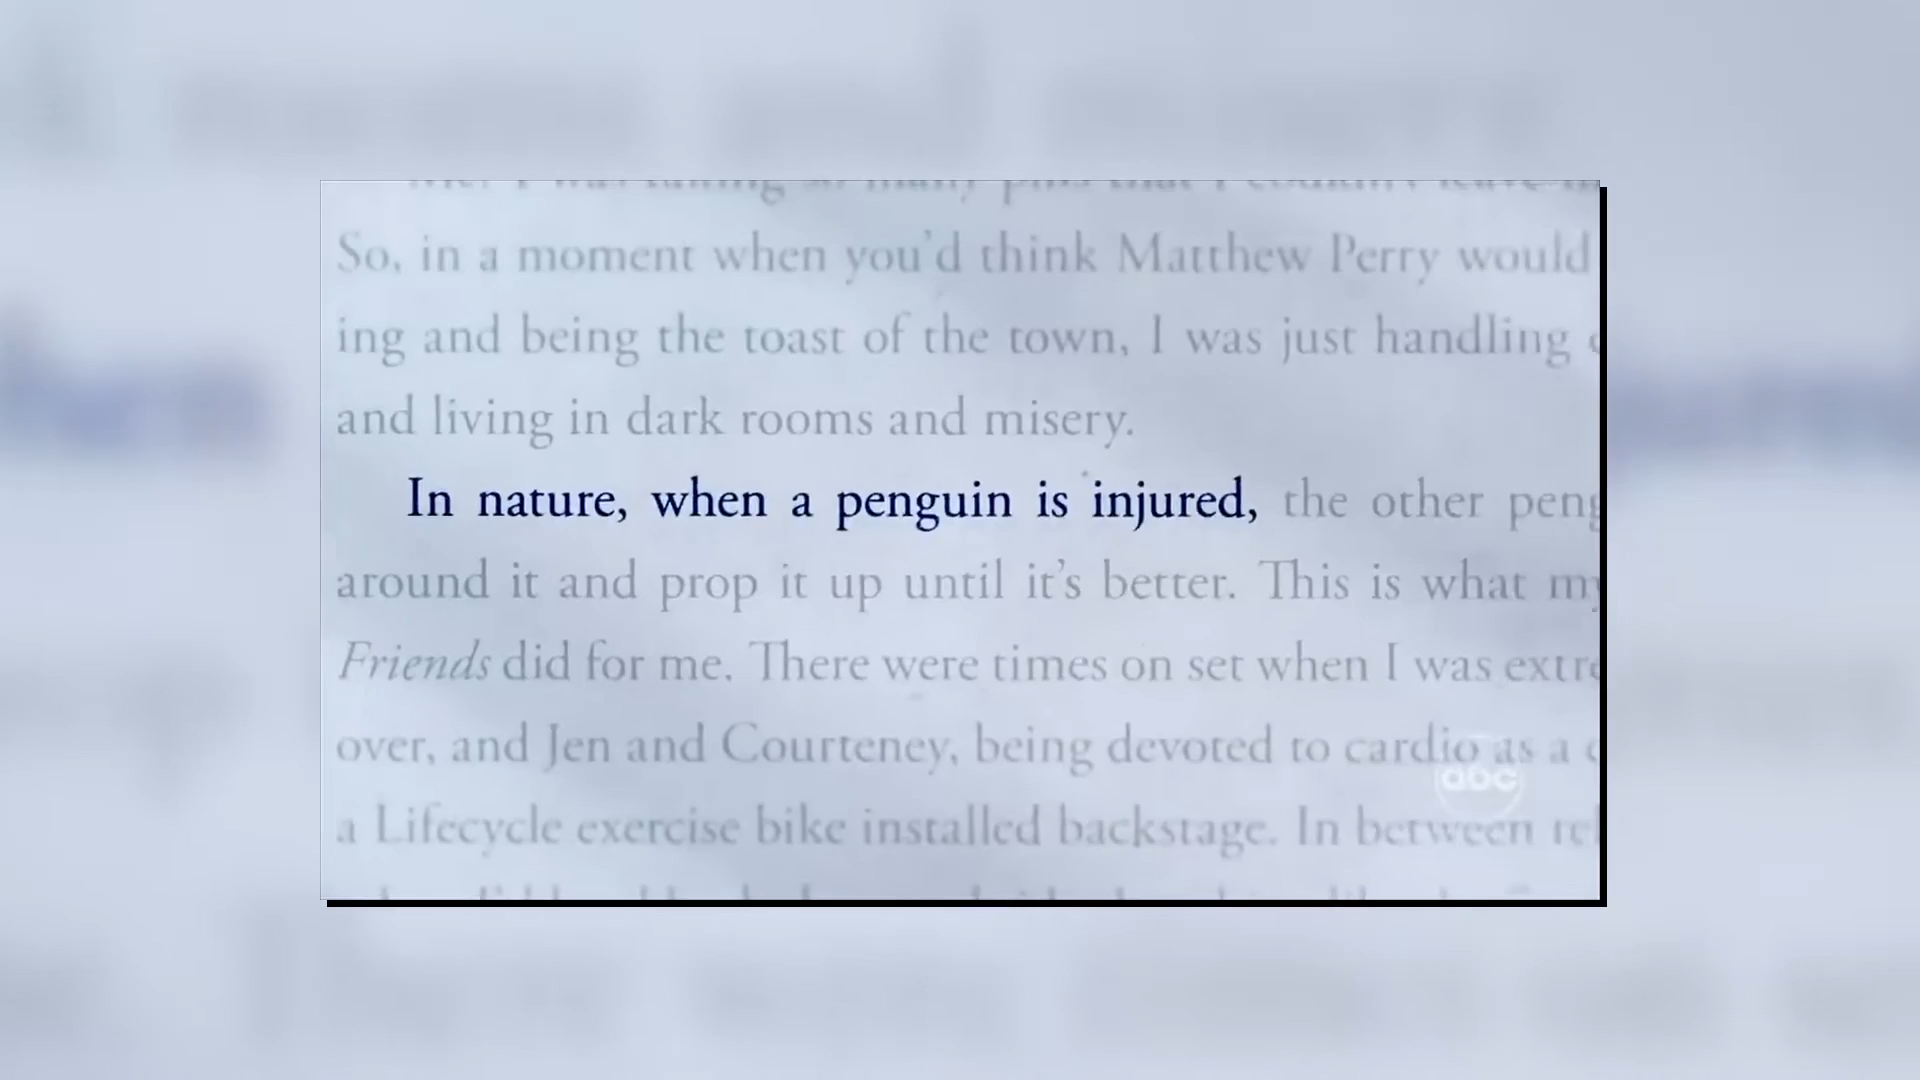 So, in a moment when you'd think Matthew Perry would
ing and being the toast of the town, I was just handling
and living in dark rooms and misery.
In nature, when a penguin is injured, the other peng
around it and prop it up until it's better. This is what my
Friends did for me. There were times on set when I was extre
over, and Jen and Courteney, being devoted to cardio as a
a Lifecycle exercise bike installed backstage. In between re
abc